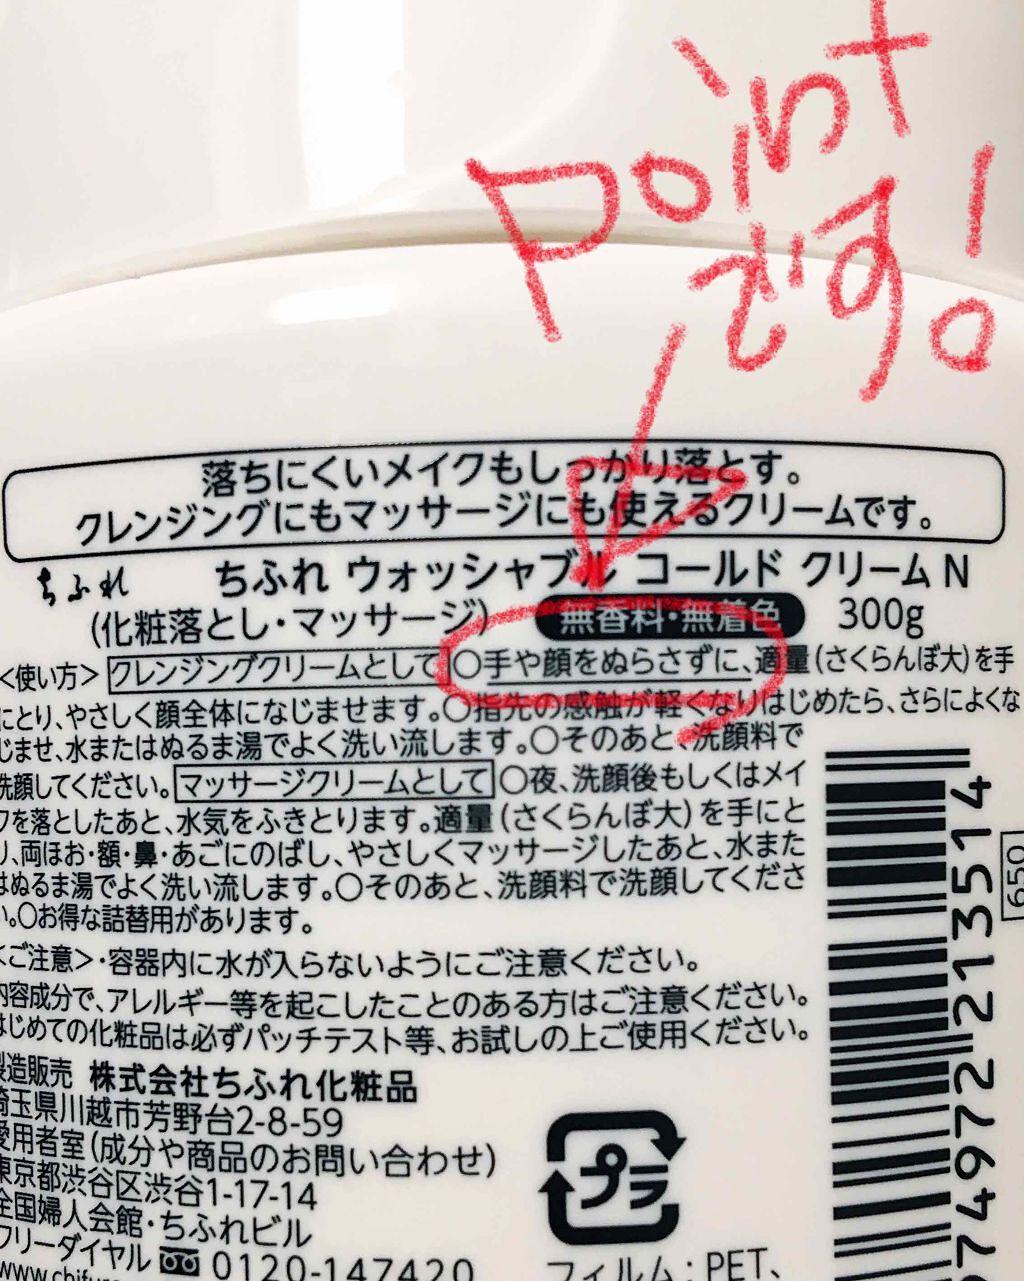 Point
です!
落ちにくいメイクもしっかり落とす。
クレンジングにもマッサージにも使えるクリームです。
ちふれ ちふれ ウォッシャブル コールド クリーム N
(化粧落とし・マッサージ) 無香料・無着色 300g
<使い方> クレンジングクリームとして ○手や顔をぬらさずに、適量(さくらんぼ大)を手
にとり、やさしく顔全体になじませます。○指先の感触が軽くなりはじめたら、さらによくな
じませ、水またはぬるま湯でよく洗い流します。○そのあと、洗顔料で
洗顔してください。 マッサージクリームとして ○夜、洗顔後もしくはメイ
クを落としたあと、水気をふきとります。適量(さくらんぼ大)を手にと
り、両ほお・額・鼻・あごにのばし、やさしくマッサージしたあと、水また
はぬるま湯でよく洗い流します。○そのあと、洗顔料で洗顔してくださ
い。○お得な詰替用があります。
<ご注意>・容器内に水が入らないようにご注意ください。
内容成分で、アレルギー等を起こしたことのある方はご注意ください。
はじめての化粧品は必ずパッチテスト等、お試しの上ご使用ください。
製造販売 株式会社ちふれ化粧品
埼玉県川越市芳野台2-8-59
愛用者室(成分や商品のお問い合わせ)
東京都渋谷区渋谷1-17-14
全国婦人会館・ちふれビル
フリーダイヤル 0120-147420
www.chifure
プラ
フィルム:PET、
974972 213514
650